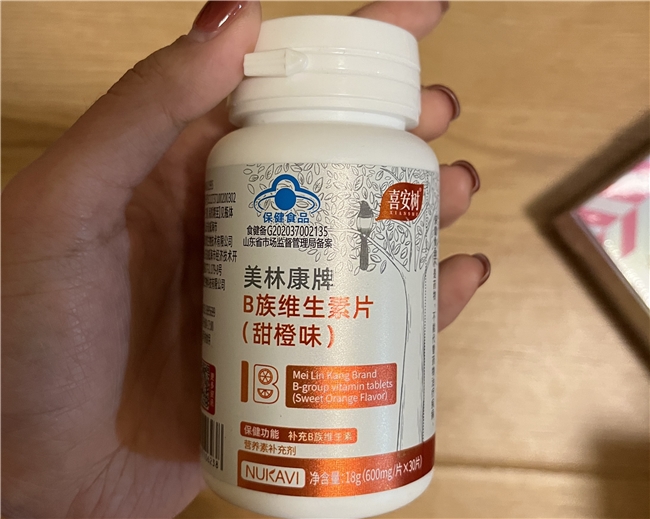 喜安树
保健食品
食健备G202037002135
山东省市场监督管理局备案
美林康牌
B族维生素片
(甜橙味)
B
Mei Lin Kang Brand
B-group vitamin tablets
(Sweet Orange Flavor)
保健功能 补充B族维生素
营养素补充剂
NUKAVI 净含量: 18g (600mg/片×30片)